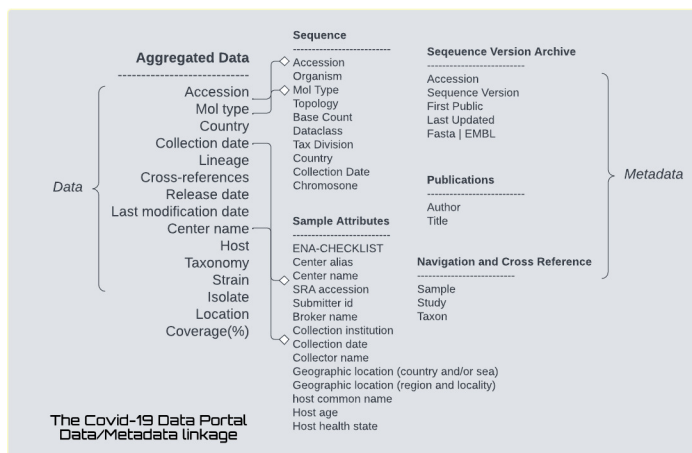 Aggregated Data
-----------------------------
Accession
Mol type
Country
Collection date
Lineage
Cross-references
Release date
Last modification date
Center name
Host
Taxonomy
Strain
Isolate
Location
Coverage(%)
Data
Sequence
--------------------------
Accession
Organism
Mol Type
Topology
Base Count
Dataclass
Tax Division
Country
Collection Date
Chromosone
Sample Attributes
--------------------------
ENA-CHECKLIST
Center alias
Center name
SRA accession
Submitter id
Broker name
Collection institution
Collection date
Collector name
Geographic location (country and/or sea)
Geographic location (region and locality)
host common name
Host age
Host health state
Seqeuence Version Archive
--------------------------
Accession
Sequence Version
First Public
Last Updated
Fasta | EMBL
Publications
--------------------------
Author
Title
Navigation and Cross Reference
--------------------------
Sample
Study
Taxon
Metadata
The Covid-19 Data Portal
Data/Metadata linkage